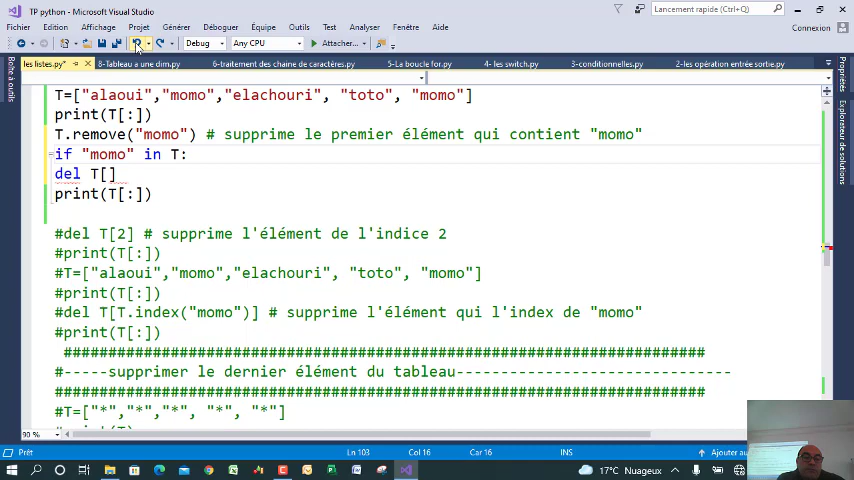 TP python - Microsoft Visual Studio
Lancement rapide (Ctrl+Q)
Fichier Edition Affichage Projet Générer Déboguer Équipe Outils Test Analyser Fenêtre Aide
Connexion
Debug Any CPU Attacher...
les listes.py* 8-Tableau a une dim.py 6-traitement des chaine de caractéres.py 5-La boucle for.py 4- les switch.py 3-conditionnelles.py 2-les opération entrée sortie.py
Boîte à outils
Propriétés
Explorateur de solutions
T=["alaoui","momo","elachouri", "toto", "momo"]
print(T[:])
T.remove("momo") # supprime le premier élément qui contient "momo"
if "momo" in T:
del T[]
print(T[:])
#del T[2] # supprime l'élément de l'indice 2
#print(T[:])
#T=["alaoui","momo","elachouri", "toto", "momo"]
#print(T[:])
#del T[T.index("momo")] # supprime l'élément qui l'index de "momo"
#print(T[:])
#########################################################################
#-----supprimer le dernier élément du tableau-------------------------------
##########################################################################
#T=["*","*","*", "*", "*"]
90 %
Prêt Ln 103 Col 16 Car 16 INS Ajouter au
17°C Nuageux